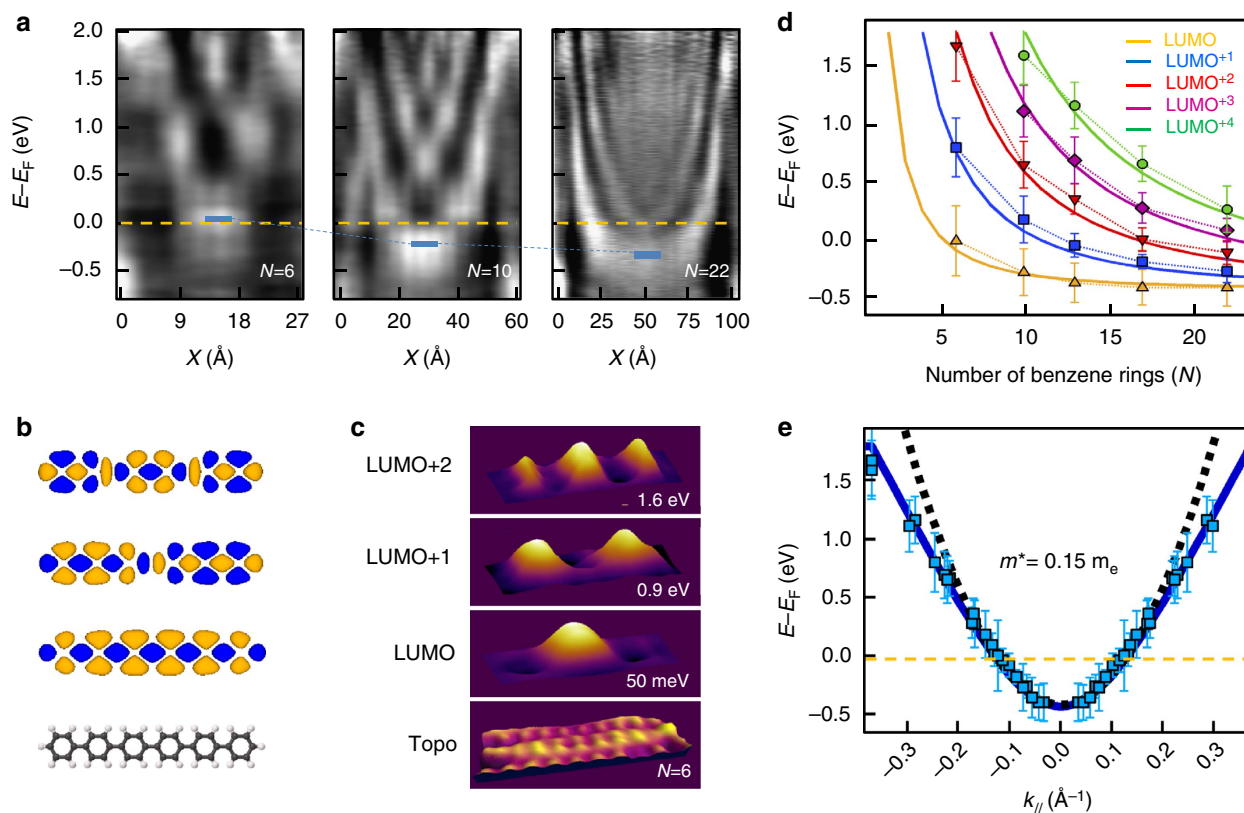 a
2.0
1.5
1.0
0.5
0.0
–0.5
E–E_F (eV)
N=6
N=10
N=22
0 9 18 27
0 20 40 60
0 25 50 75 100
X (Å)
X (Å)
X (Å)
b
c
LUMO+2
1.6 eV
LUMO+1
0.9 eV
LUMO
50 meV
Topo
N=6
d
LUMO
LUMO+1
LUMO+2
LUMO+3
LUMO+4
1.5
1.0
0.5
0.0
–0.5
E–E_F (eV)
5 10 15 20
Number of benzene rings (N)
e
1.5
1.0
0.5
0.0
–0.5
E–E_F (eV)
m*= 0.15 m_e
–0.3 –0.2 –0.1 0.0 0.1 0.2 0.3
k_// (Å–1)